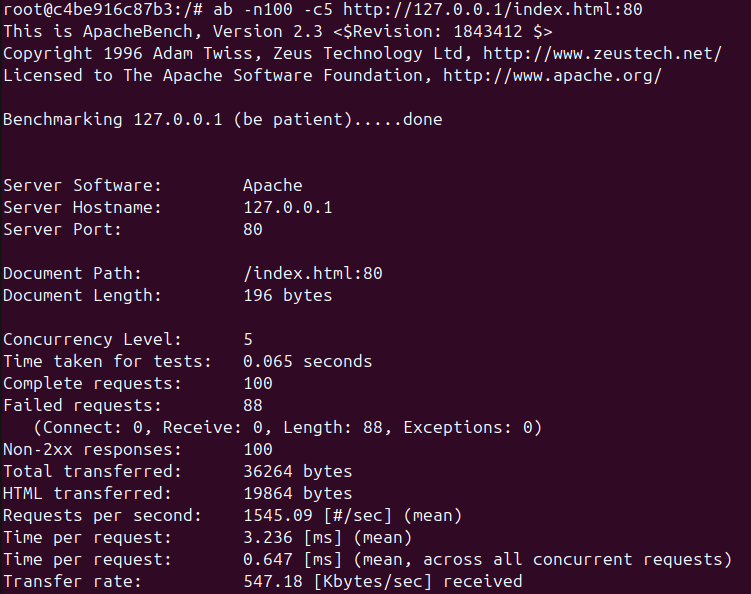 root@c4be916c87b3:/# ab -n100 -c5 http://127.0.0.1/index.html:80
This is ApacheBench, Version 2.3 <$Revision: 1843412 $>
Copyright 1996 Adam Twiss, Zeus Technology Ltd, http://www.zeustech.net/
Licensed to The Apache Software Foundation, http://www.apache.org/
Benchmarking 127.0.0.1 (be patient).....done
Server Software: Apache
Server Hostname: 127.0.0.1
Server Port: 80
Document Path: /index.html:80
Document Length: 196 bytes
Concurrency Level: 5
Time taken for tests: 0.065 seconds
Complete requests: 100
Failed requests: 88
(Connect: 0, Receive: 0, Length: 88, Exceptions: 0)
Non-2xx responses: 100
Total transferred: 36264 bytes
HTML transferred: 19864 bytes
Requests per second: 1545.09 [#/sec] (mean)
Time per request: 3.236 [ms] (mean)
Time per request: 0.647 [ms] (mean, across all concurrent requests)
Transfer rate: 547.18 [Kbytes/sec] received